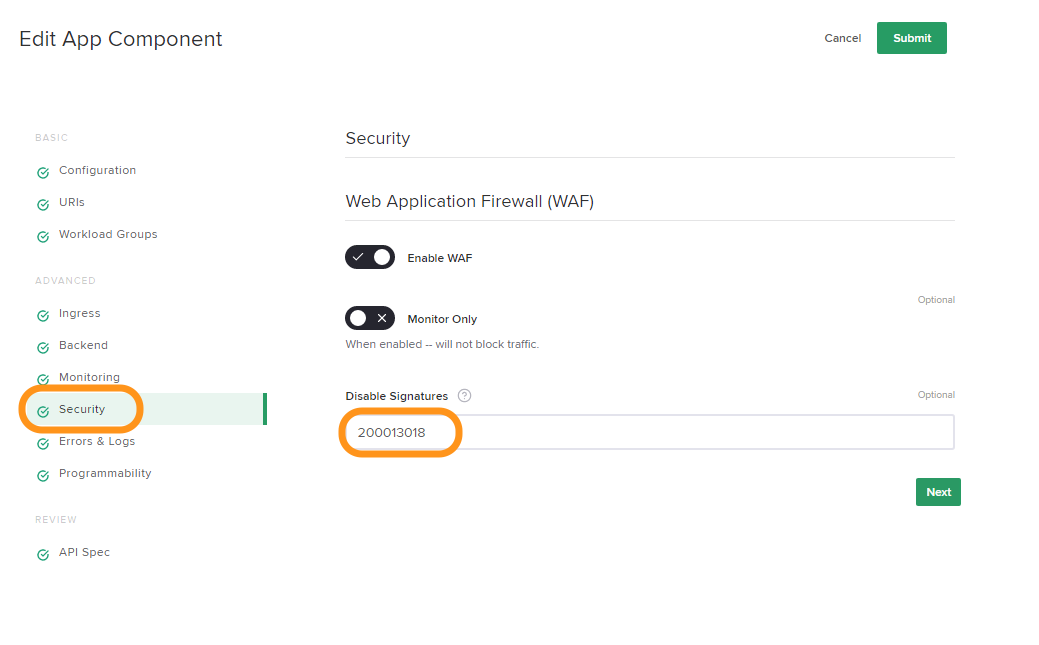 Edit App Component
Cancel
Submit
BASIC
Configuration
URIs
Workload Groups
ADVANCED
Ingress
Backend
Monitoring
Security
Errors & Logs
Programmability
REVIEW
API Spec
Security
Web Application Firewall (WAF)
Enable WAF
Optional
Monitor Only
When enabled -- will not block traffic.
Disable Signatures ?
Optional
200013018
Next